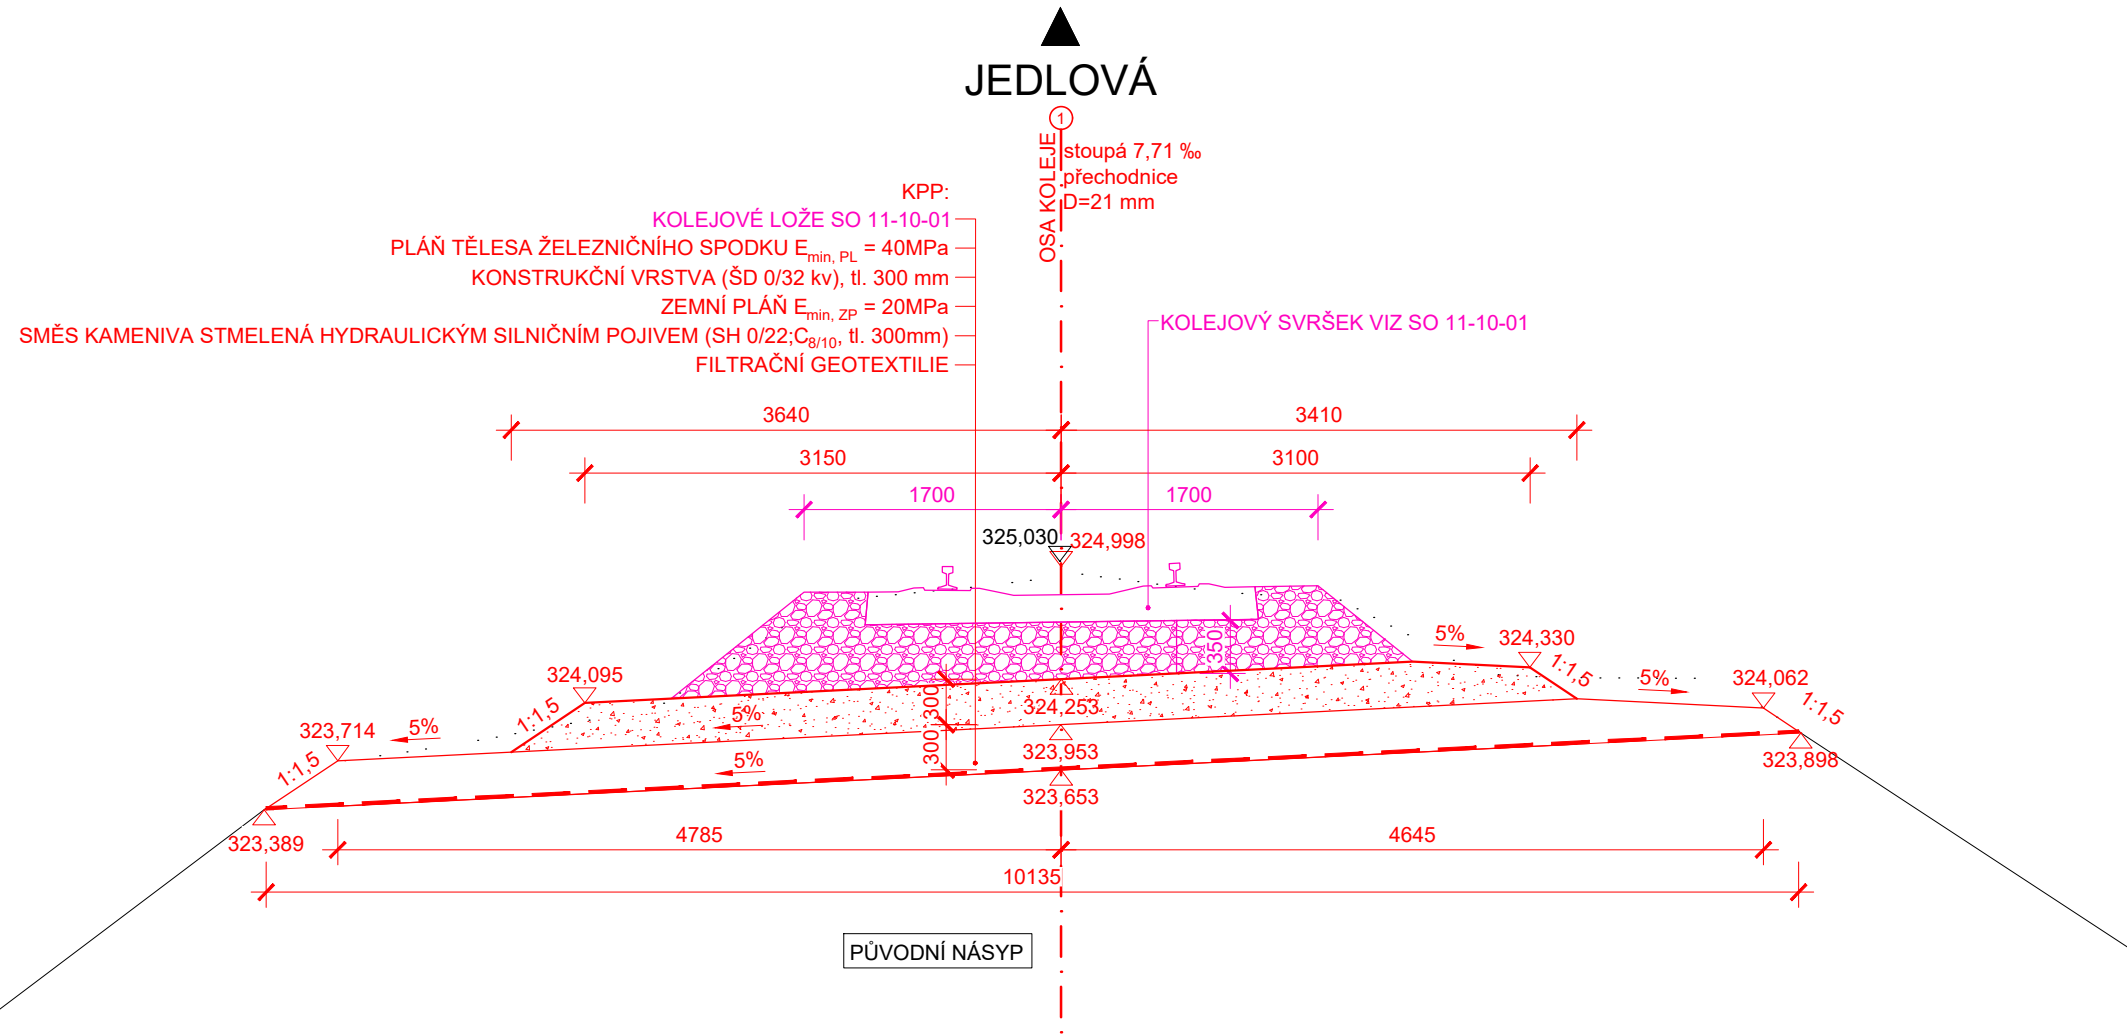 JEDLOVÁ
1
OSA KOLEJE
stoupá 7,71 ‰
přechodnice
D=21 mm
KPP:
KOLEJOVÉ LOŽE SO 11-10-01
PLÁŇ TĚLESA ŽELEZNIČNÍHO SPODKU Emin, PL = 40MPa
KONSTRUKČNÍ VRSTVA (ŠD 0/32 kv), tl. 300 mm
ZEMNÍ PLÁŇ Emin, ZP = 20MPa
SMĚS KAMENIVA STMELENÁ HYDRAULICKÝM SILNIČNÍM POJIVEM (SH 0/22;C8/10, tl. 300mm)
FILTRAČNÍ GEOTEXTILIE
KOLEJOVÝ SVRŠEK VIZ SO 11-10-01
3640 3410
3150 3100
1700 1700
325,030 324,998
350
5%
324,330
1:1,5
324,095
1:1,5
5%
324,062
1:1,5
300
324,253
5%
5%
323,714
1:1,5
300
323,953
5%
323,898
323,653
323,389
4785 4645
10135
PŮVODNÍ NÁSYP